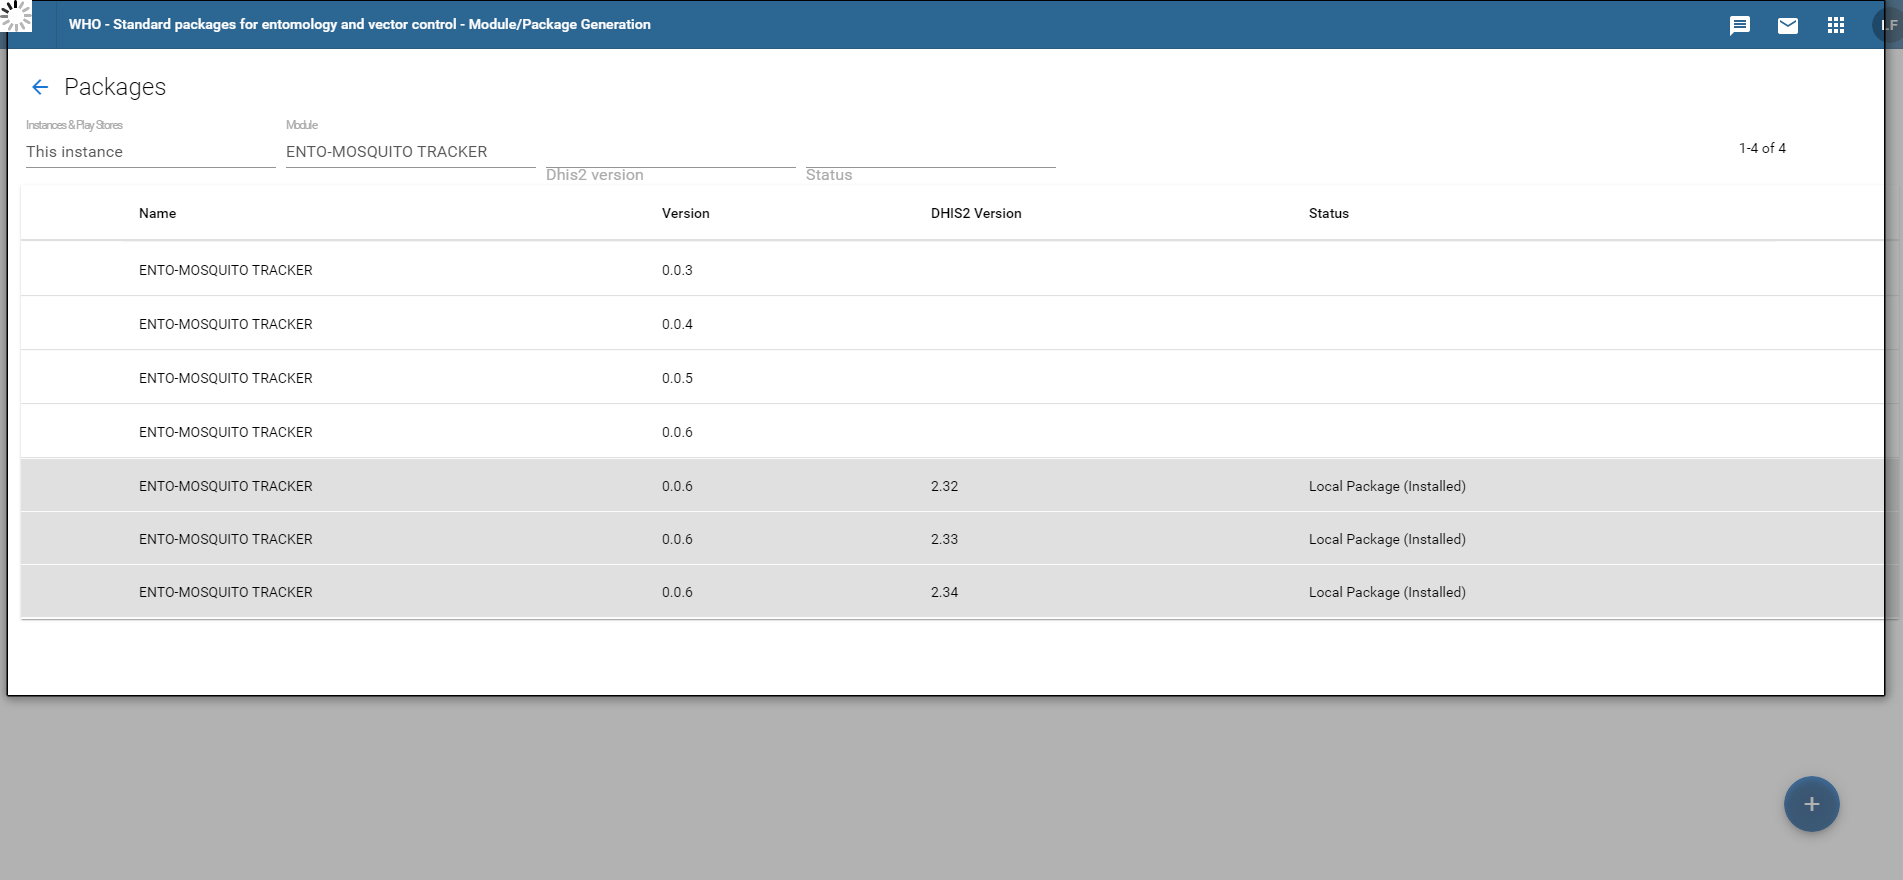 WHO - Standard packages for entomology and vector control - Module/Package Generation
LF
Packages
Instances & Play Stores Module
This instance ENTO-MOSQUITO TRACKER
1-4 of 4
Dhis2 version Status
Name Version DHIS2 Version Status
ENTO-MOSQUITO TRACKER 0.0.3
ENTO-MOSQUITO TRACKER 0.0.4
ENTO-MOSQUITO TRACKER 0.0.5
ENTO-MOSQUITO TRACKER 0.0.6
ENTO-MOSQUITO TRACKER 0.0.6 2.32 Local Package (Installed)
ENTO-MOSQUITO TRACKER 0.0.6 2.33 Local Package (Installed)
ENTO-MOSQUITO TRACKER 0.0.6 2.34 Local Package (Installed)
+